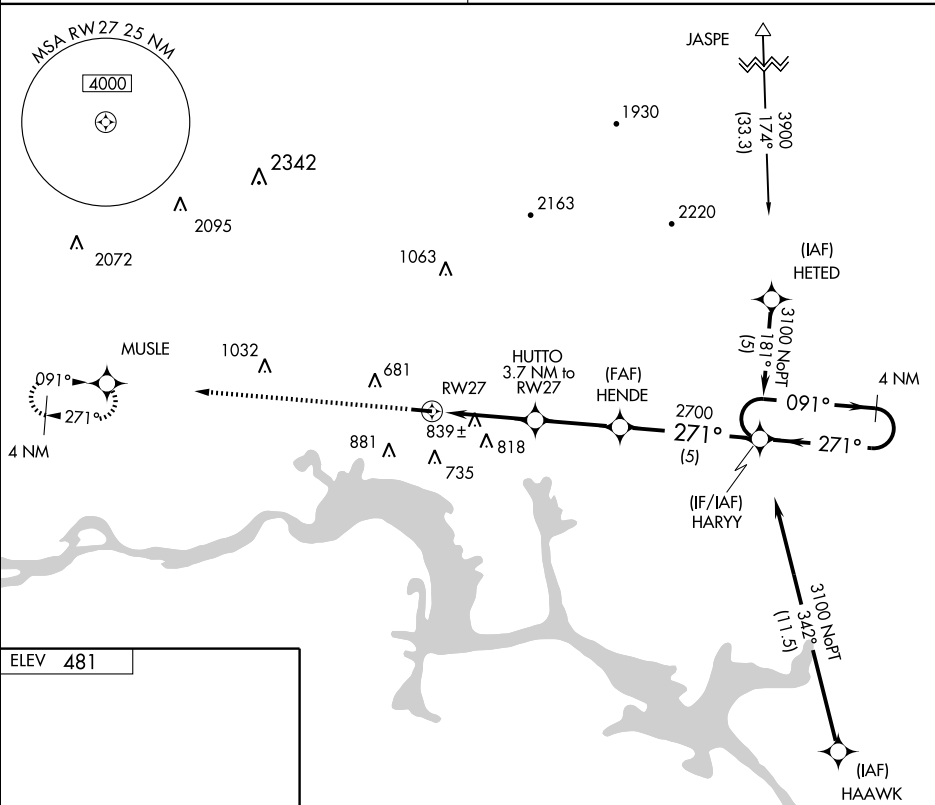 MSA RW27 25 NM
4000
JASPE
3900
174°
(33.3)
1930
2342
2163
2220
2095
2072
1063
(IAF)
HETED
3100 NoPT
181°
(5)
MUSLE
1032
681
RW27
HUTTO
3.7 NM to
RW27
(FAF)
HENDE
4 NM
091°
271°
4 NM
2700
271°
(5)
091°
271°
839±
818
881
735
(IF/IAF)
HARYY
3100 NoPT
342°
(11.5)
ELEV 481
(IAF)
HAAWK